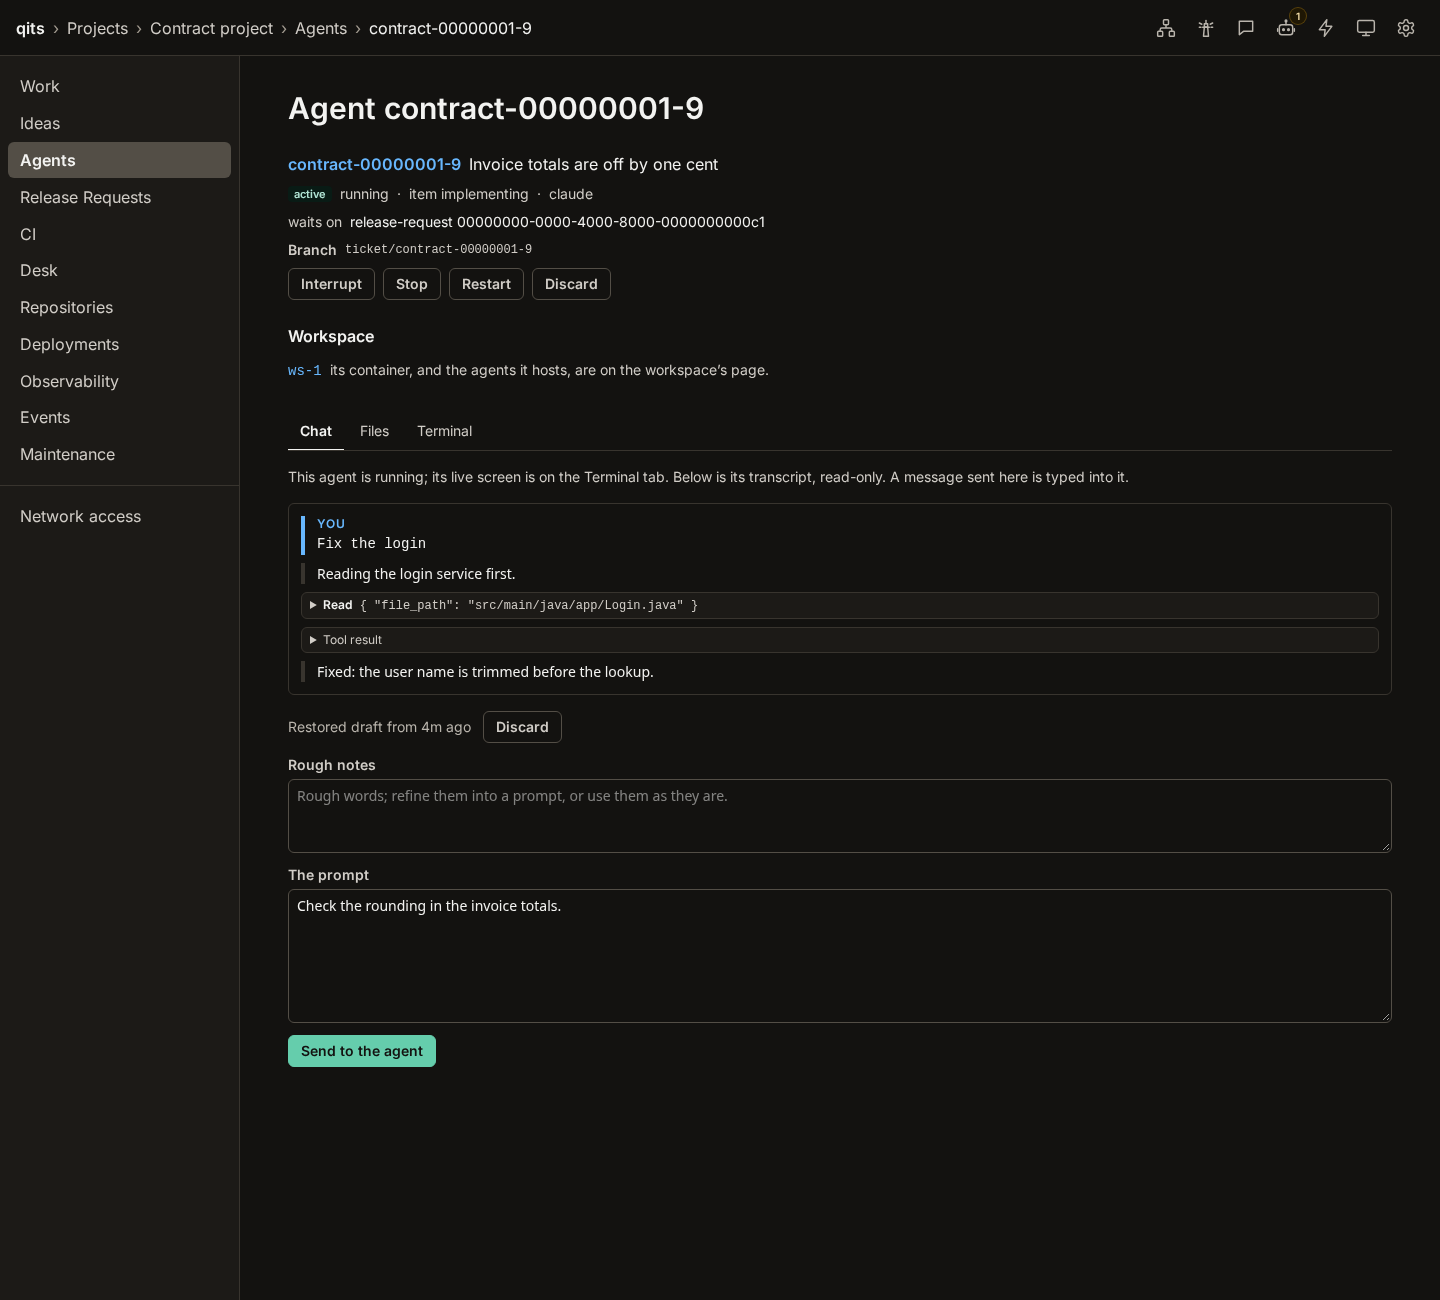 qits › Projects › Contract project › Agents › contract-00000001-9
1
Work
Ideas
Agents
Release Requests
CI
Desk
Repositories
Deployments
Observability
Events
Maintenance
Network access
Agent contract-00000001-9
contract-00000001-9 Invoice totals are off by one cent
active running · item implementing · claude
waits on release-request 00000000-0000-4000-8000-0000000000c1
Branch ticket/contract-00000001-9
Interrupt Stop Restart Discard
Workspace
ws-1 its container, and the agents it hosts, are on the workspace’s page.
Chat Files Terminal
This agent is running; its live screen is on the Terminal tab. Below is its transcript, read-only. A message sent here is typed into it.
YOU
Fix the login
Reading the login service first.
Read { "file_path": "src/main/java/app/Login.java" }
Tool result
Fixed: the user name is trimmed before the lookup.
Restored draft from 4m ago Discard
Rough notes
Rough words; refine them into a prompt, or use them as they are.
The prompt
Check the rounding in the invoice totals.
Send to the agent